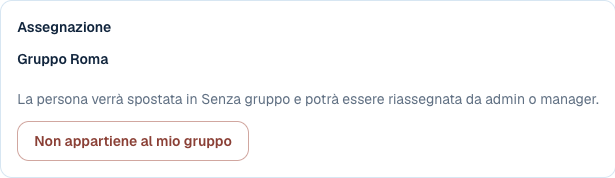 Assegnazione
Gruppo Roma
La persona verrà spostata in Senza gruppo e potrà essere riassegnata da admin o manager.
Non appartiene al mio gruppo